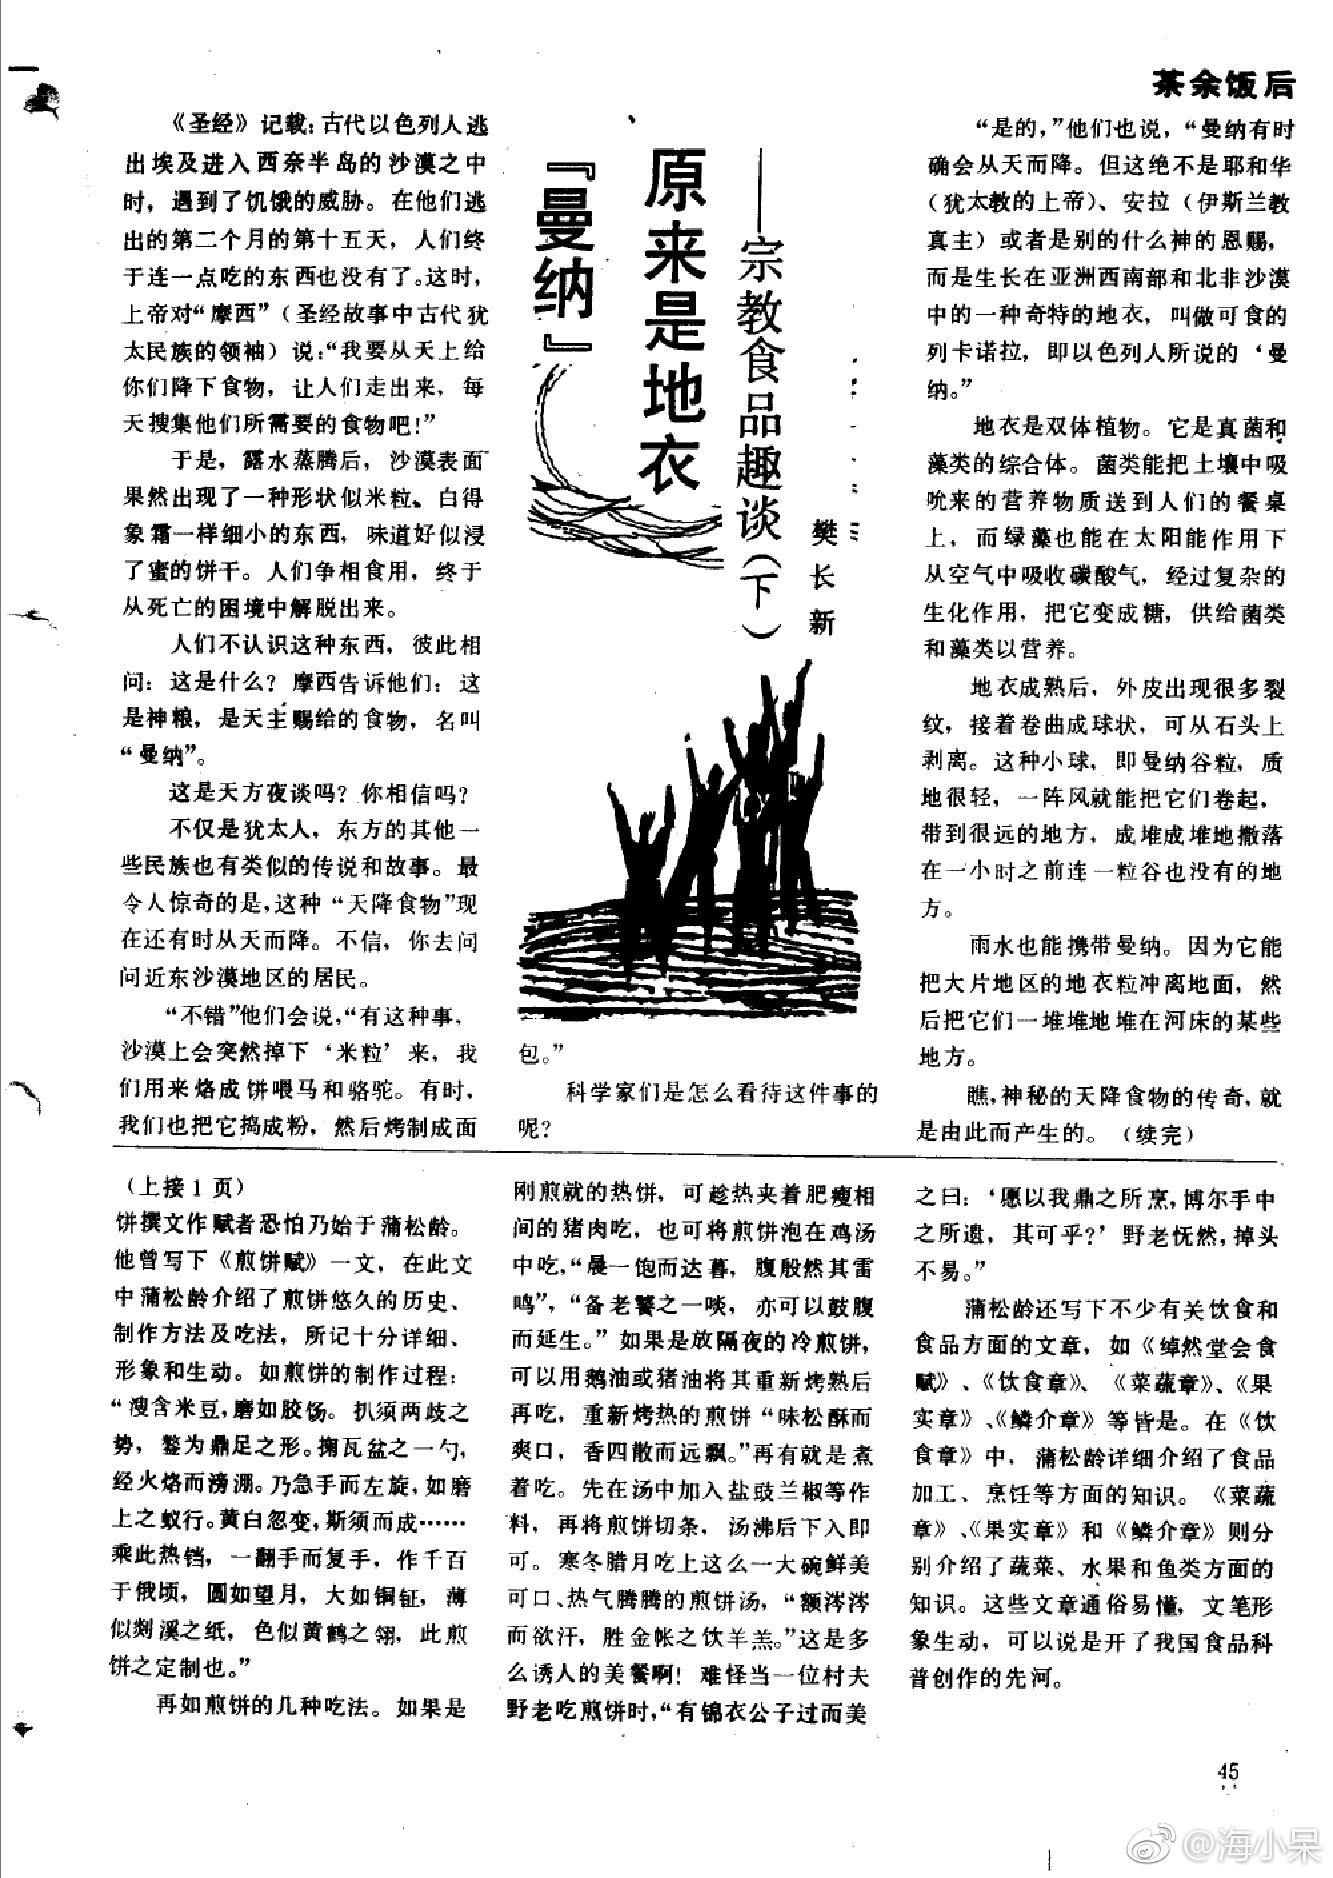 茶余饭后
《圣经》记载：古代以色列人逃
出埃及进入西奈半岛的沙漠之中
时，遇到了饥饿的威胁。在他们逃
出的第二个月的第十五天，人们终
于连一点吃的东西也没有了。这时，
上帝对“摩西”（圣经故事中古代犹
太民族的领袖）说：“我要从天上给
你们降下食物，让人们走出来，每
天搜集他们所需要的食物吧！”
于是，露水蒸腾后，沙漠表面
果然出现了一种形状似米粒、白得
象霜一样细小的东西，味道好似浸
了蜜的饼干。人们争相食用，终于
从死亡的困境中解脱出来。
人们不认识这种东西，彼此相
问：这是什么？摩西告诉他们：这
是神粮，是天主赐给的食物，名叫
“曼纳”。
这是天方夜谈吗？你相信吗？
不仅是犹太人，东方的其他一
些民族也有类似的传说和故事。最
令人惊奇的是，这种“天降食物”现
在还有时从天而降。不信，你去问
问近东沙漠地区的居民。
“不错”他们会说，“有这种事，
沙漠上会突然掉下‘米粒’来，我
们用来烙成饼喂马和骆驼。有时，
我们也把它捣成粉，然后烤制成面
『曼纳』
原来是地衣
——宗教食品趣谈（下）
樊长新
包。”
科学家们是怎么看待这件事的
呢？
“是的，”他们也说，“曼纳有时
确会从天而降。但这绝不是耶和华
（犹太教的上帝）、安拉（伊斯兰教
真主）或者是别的什么神的恩赐，
而是生长在亚洲西南部和北非沙漠
中的一种奇特的地衣，叫做可食的
列卡诺拉，即以色列人所说的‘曼
纳。”
地衣是双体植物。它是真菌和
藻类的综合体。菌类能把土壤中吸
吮来的营养物质送到人们的餐桌
上，而绿藻也能在太阳能作用下
从空气中吸收碳酸气，经过复杂的
生化作用，把它变成糖，供给菌类
和藻类以营养。
地衣成熟后，外皮出现很多裂
纹，接着卷曲成球状，可从石头上
剥离。这种小球，即曼纳谷粒，质
地很轻，一阵风就能把它们卷起，
带到很远的地方，成堆成堆地撒落
在一小时之前连一粒谷也没有的地
方。
雨水也能携带曼纳。因为它能
把大片地区的地衣粒冲离地面，然
后把它们一堆堆地堆在河床的某些
地方。
瞧，神秘的天降食物的传奇，就
是由此而产生的。（续完）
（上接1页）
饼撰文作赋者恐怕乃始于蒲松龄。
他曾写下《煎饼赋》一文，在此文
中蒲松龄介绍了煎饼悠久的历史、
制作方法及吃法，所记十分详细、
形象和生动。如煎饼的制作过程：
“溲含米豆，磨如胶饧。扒须两歧之
势，鏊为鼎足之形。掬瓦盆之一勺，
经火烙而滂淜。乃急手而左旋，如磨
上之蚁行。黄白忽变，斯须而成……
乘此热铛，一翻手而复手，作千百
于俄顷，圆如望月，大如铜钲，薄
似剡溪之纸，色似黄鹤之翎，此煎
饼之定制也。”
再如煎饼的几种吃法。如果是
刚煎就的热饼，可趁热夹着肥瘦相
间的猪肉吃，也可将煎饼泡在鸡汤
中吃，“晨一饱而达暮，腹殷然其雷
鸣”，“备老饕之一啖，亦可以鼓腹
而延生。”如果是放隔夜的冷煎饼，
可以用鹅油或猪油将其重新烤熟后
再吃，重新烤热的煎饼“味松酥而
爽口，香四散而远飘。”再有就是煮
着吃。先在汤中加入盐豉兰椒等作
料，再将煎饼切条，汤沸后下入即
可。寒冬腊月吃上这么一大碗鲜美
可口、热气腾腾的煎饼汤，“额涔涔
而欲汗，胜金帐之饮羊羔。”这是多
么诱人的美餐啊！难怪当一位村夫
野老吃煎饼时，“有锦衣公子过而美
之曰：‘愿以我鼎之所烹，博尔手中
之所遗，其可乎？’野老怃然，掉头
不易。”
蒲松龄还写下不少有关饮食和
食品方面的文章，如《绰然堂会食
赋》、《饮食章》、《菜蔬章》、《果
实章》、《鳞介章》等皆是。在《饮
食章》中，蒲松龄详细介绍了食品
加工、烹饪等方面的知识。《菜蔬
章》、《果实章》和《鳞介章》则分
别介绍了蔬菜、水果和鱼类方面的
知识。这些文章通俗易懂，文笔形
象生动，可以说是开了我国食品科
普创作的先河。
45
@海小呆